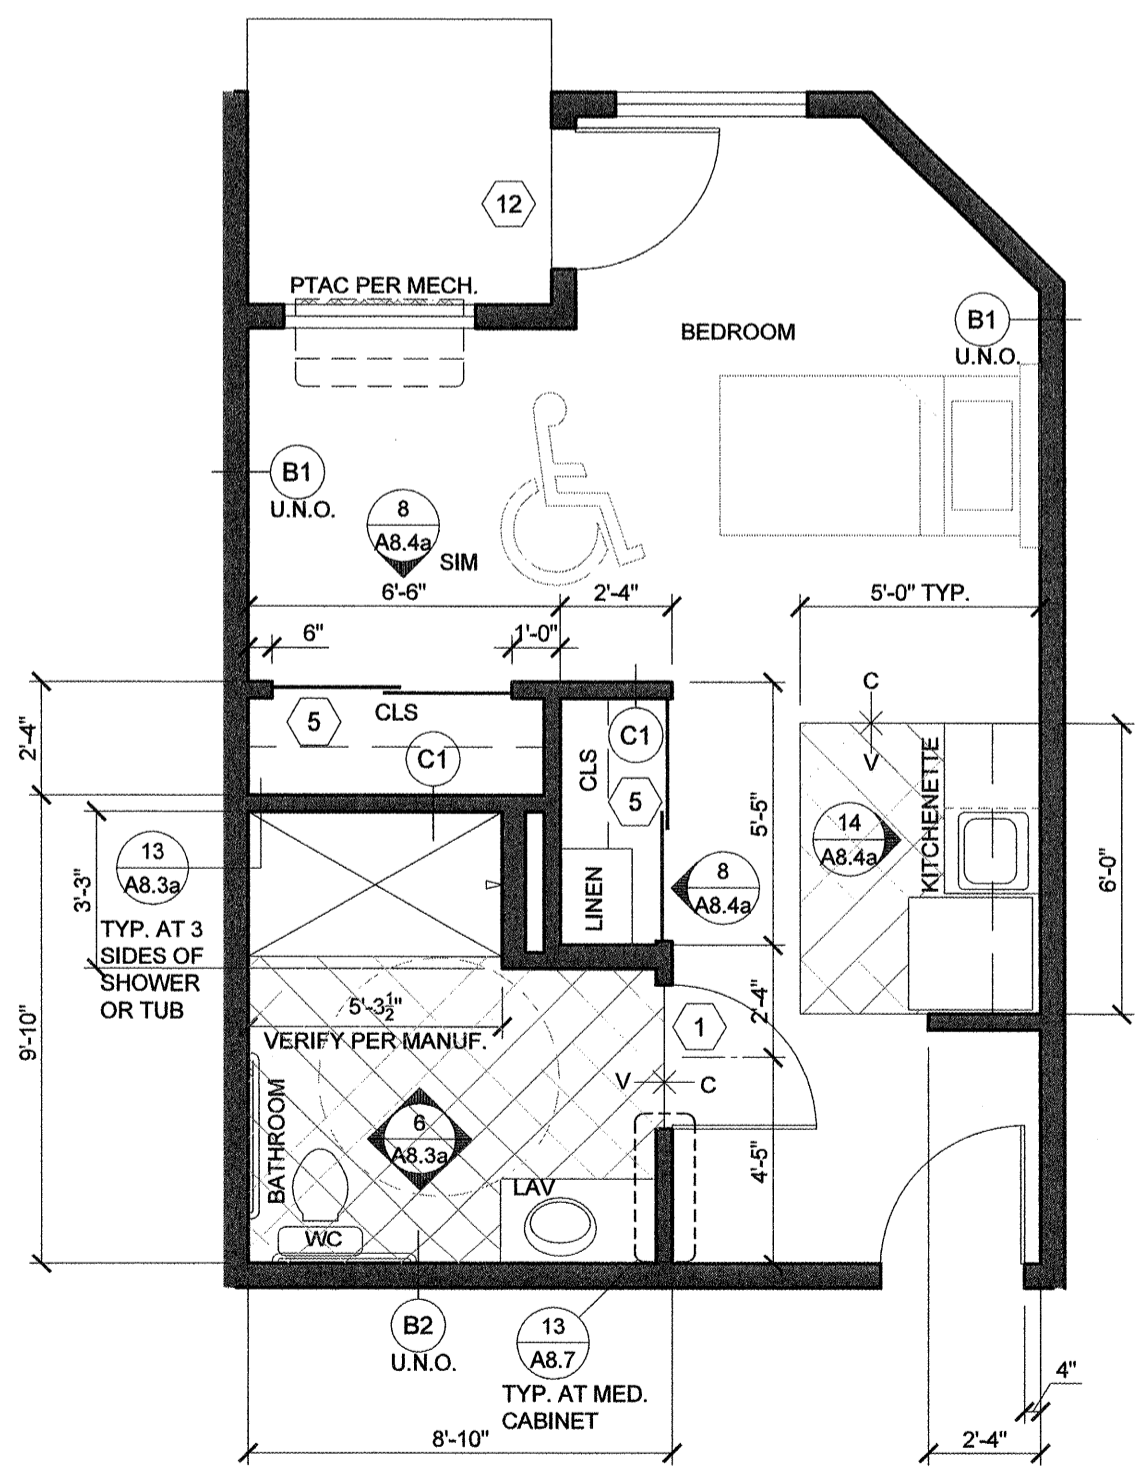 12
PTAC PER MECH.
BEDROOM
B1
U.N.O.
B1
U.N.O.
8
A8.4a
SIM
6'-6"
2'-4"
5'-0" TYP.
6"
1'-0"
C
V
2'-4"
5
CLS
C1
CLS
C1
5
LINEN
5'-5"
8
A8.4a
14
A8.4a
KITCHENETTE
6'-0"
13
A8.3a
TYP. AT 3
SIDES OF
SHOWER
OR TUB
3'-3"
9'-10"
5'-3½"
VERIFY PER MANUF.
1
2'-4"
V
C
BATHROOM
6
A8.3a
4'-5"
LAV
WC
B2
U.N.O.
13
A8.7
TYP. AT MED.
CABINET
4"
8'-10"
2'-4"